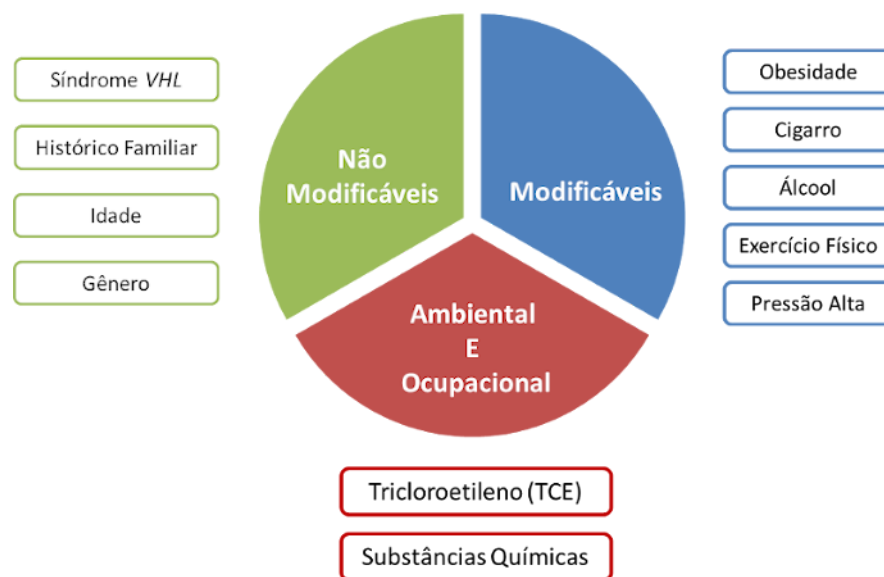 Síndrome VHL
Histórico Familiar
Idade
Gênero
Não
Modificáveis
Modificáveis
Obesidade
Cigarro
Álcool
Exercício Físico
Pressão Alta
Ambiental
E
Ocupacional
Tricloroetileno (TCE)
Substâncias Químicas